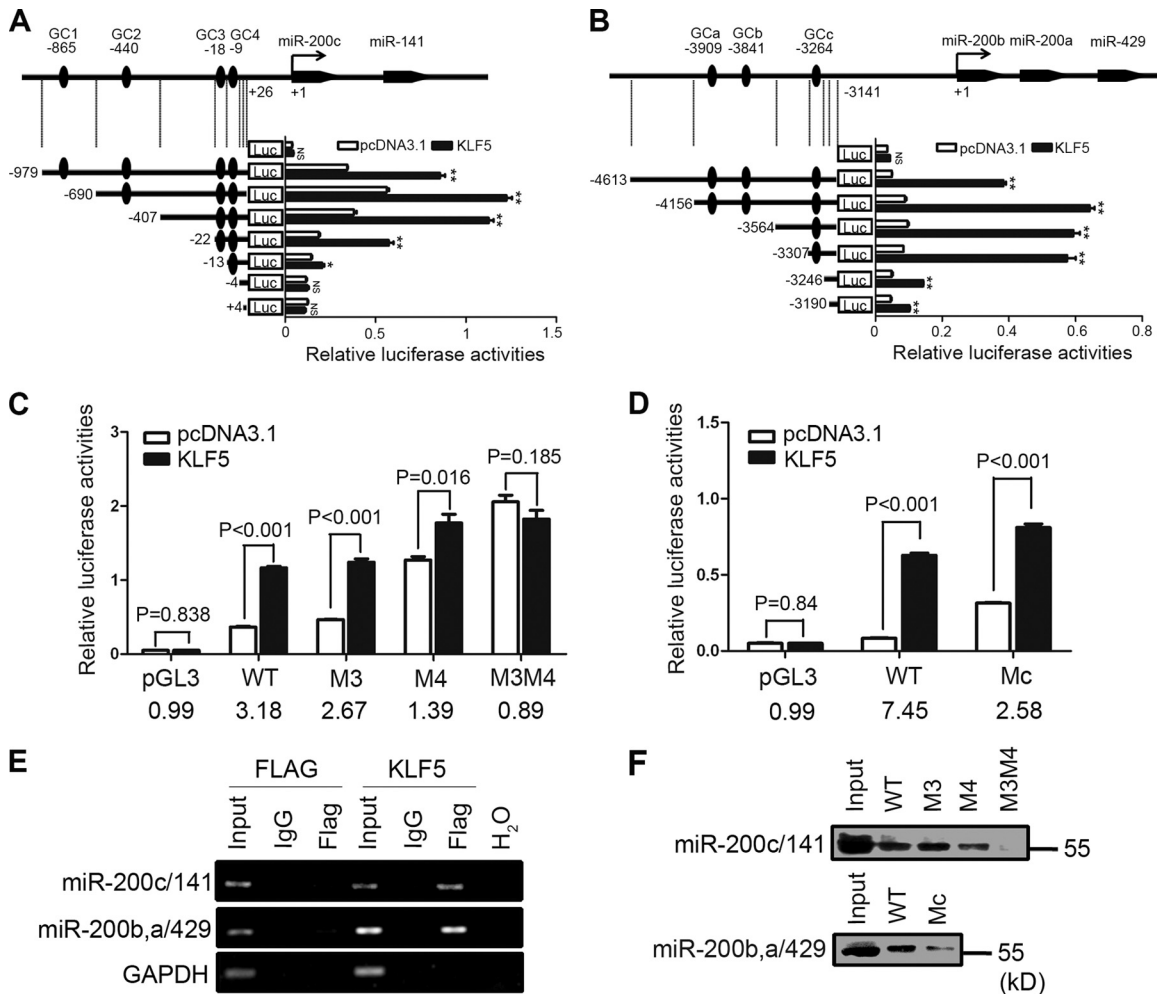 A
GC1 GC2 GC3 GC4 miR-200c miR-141
-865 -440 -18 -9
+26 +1
pcDNA3.1 KLF5
Luc NS
-979 Luc **
-690 Luc **
-407 Luc **
-22 Luc **
-13 Luc *
-4 Luc NS
+4 Luc NS
0 0.5 1 1.5
Relative luciferase activities
B
GCa GCb GCc miR-200b miR-200a miR-429
-3909 -3841 -3264
-3141 +1
pcDNA3.1 KLF5
Luc NS
-4613 Luc **
-4156 Luc **
-3564 Luc **
-3307 Luc **
-3246 Luc **
-3190 Luc **
0 0.2 0.4 0.6 0.8
Relative luciferase activities
C
Relative luciferase activities
3
2
1
0
pcDNA3.1
KLF5
P=0.838
P<0.001
P<0.001
P=0.016
P=0.185
pGL3 WT M3 M4 M3M4
0.99 3.18 2.67 1.39 0.89
D
Relative luciferase activities
1.5
1.0
0.5
0.0
pcDNA3.1
KLF5
P=0.84
P<0.001
P<0.001
pGL3 WT Mc
0.99 7.45 2.58
E
FLAG KLF5
Input IgG Flag Input IgG Flag H2O
miR-200c/141
miR-200b,a/429
GAPDH
F
Input WT M3 M4 M3M4
miR-200c/141 55
Input WT Mc
miR-200b,a/429 55
(kD)